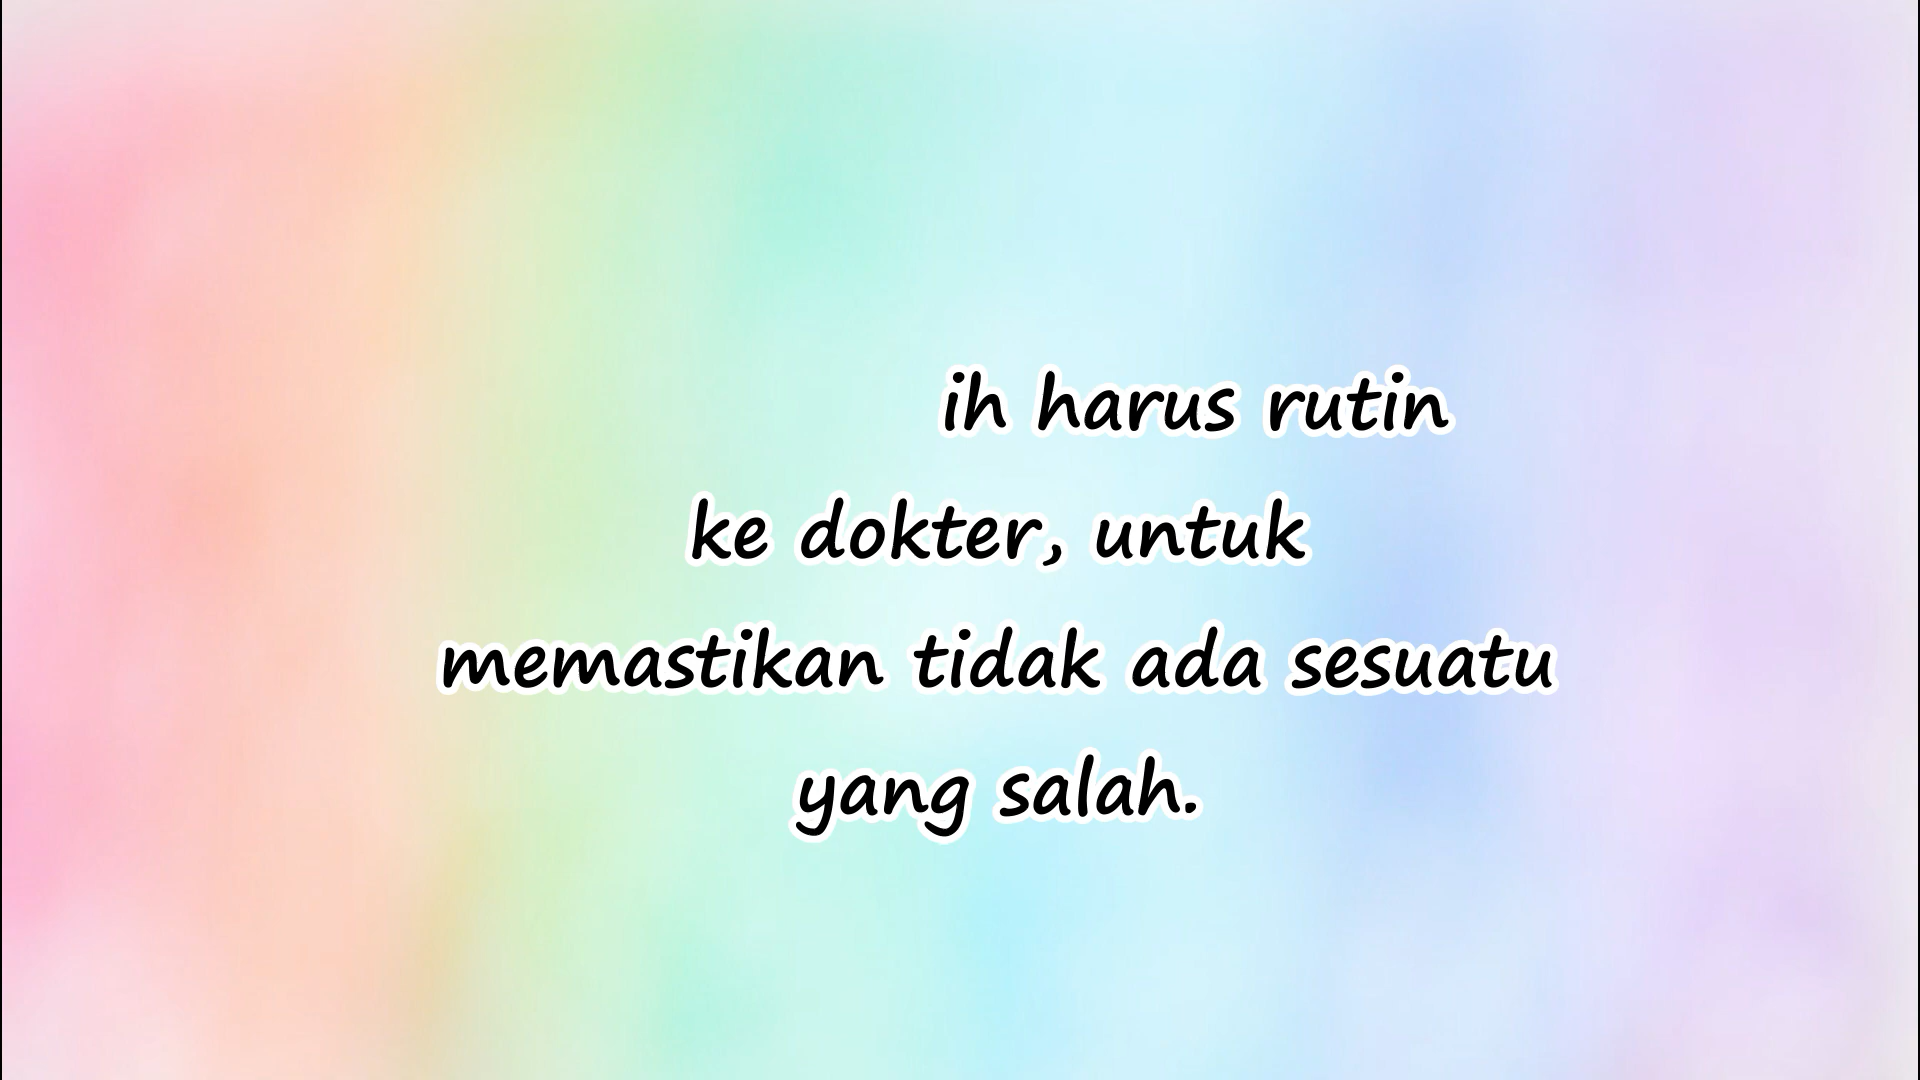 ih harus rutin
ke dokter, untuk
memastikan tidak ada sesuatu
yang salah.